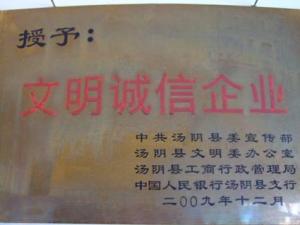 授予：
文明诚信企业
中共汤阴县委宣传部
汤阴县文明委办公室
汤阴县工商行政管理局
中国人民银行汤阴县支行
二〇〇九年十二月